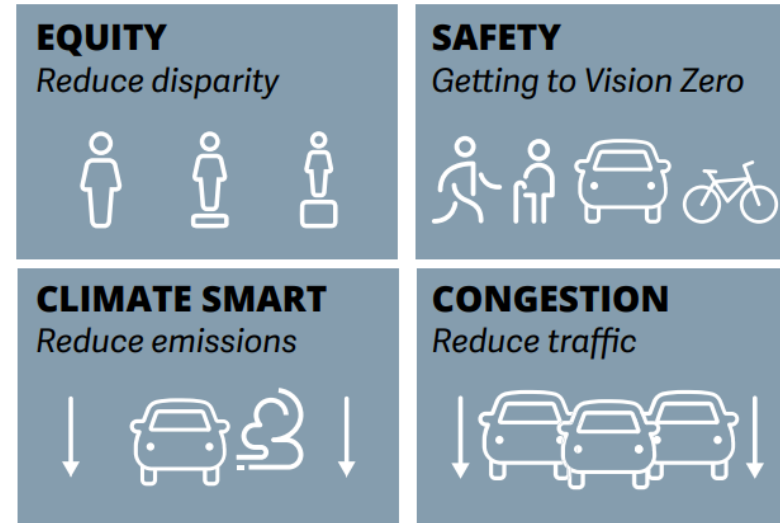 EQUITY
Reduce disparity
SAFETY
Getting to Vision Zero
CLIMATE SMART
Reduce emissions
CONGESTION
Reduce traffic